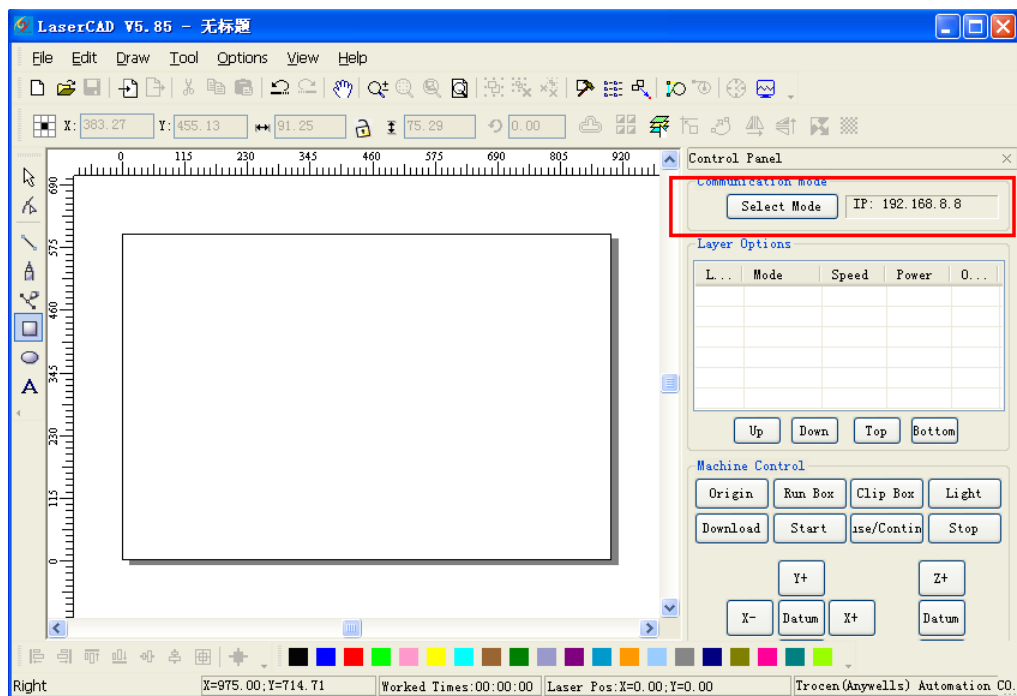 LaserCAD V5.85 - 无标题
File Edit Draw Tool Options View Help
X: 383.27 Y: 455.13 91.25 75.29 0.00
0 115 230 345 460 575 690 805 920
690
575
460
345
230
115
0
A
Control Panel
Communication mode
Select Mode IP: 192.168.8.8
Layer Options
L... Mode Speed Power O...
Up Down Top Bottom
Machine Control
Origin Run Box Clip Box Light
Download Start ise/Contin Stop
Y+ Z+
X- Datum X+ Datum
Right X=975.00;Y=714.71 Worked Times:00:00:00 Laser Pos:X=0.00;Y=0.00 Trocen(Anywells) Automation CO.